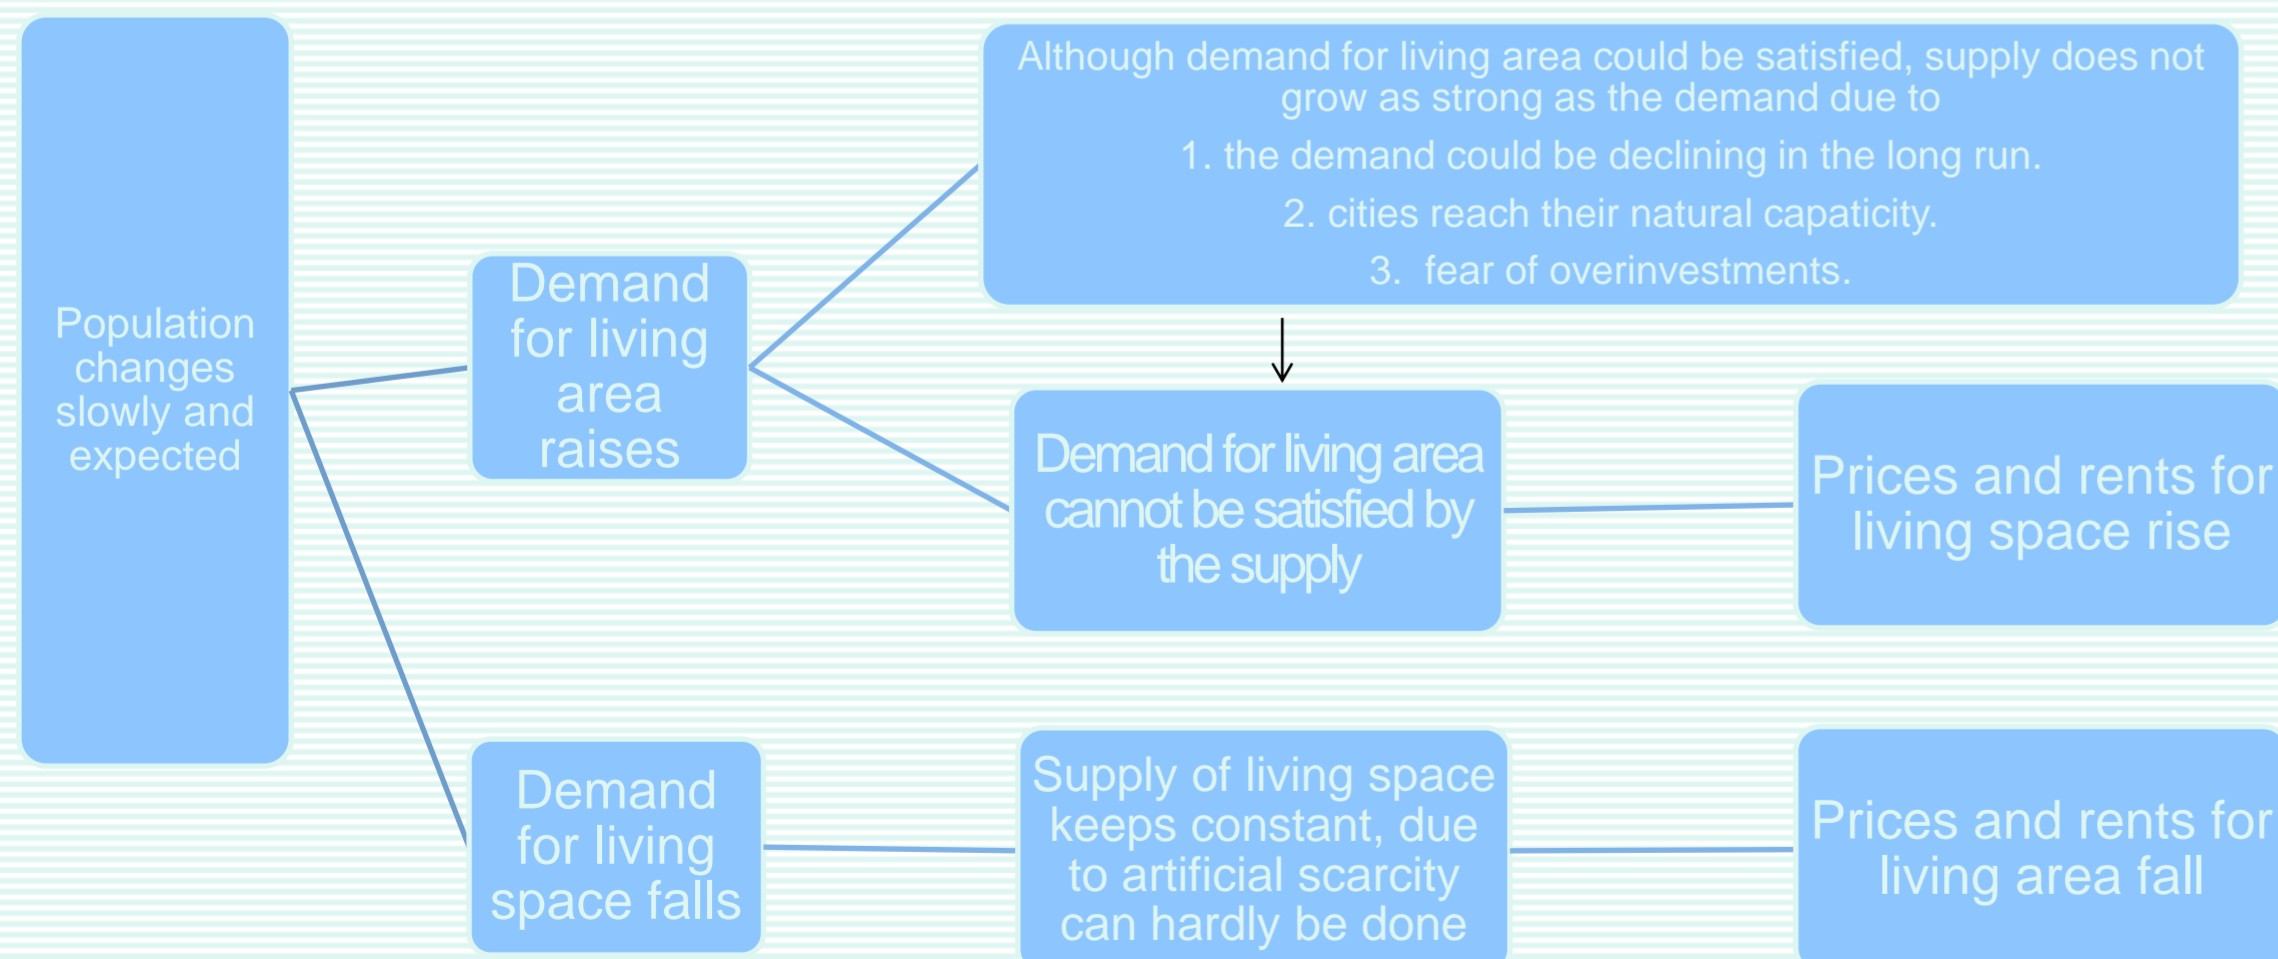 Population
changes
slowly and
expected
Demand
for living
area
raises
Although demand for living area could be satisfied, supply does not
grow as strong as the demand due to
1. the demand could be declining in the long run.
2. cities reach their natural capaticity.
3. fear of overinvestments.
Demand for living area
cannot be satisfied by
the supply
Prices and rents for
living space rise
Demand
for living
space falls
Supply of living space
keeps constant, due
to artificial scarcity
can hardly be done
Prices and rents for
living area fall